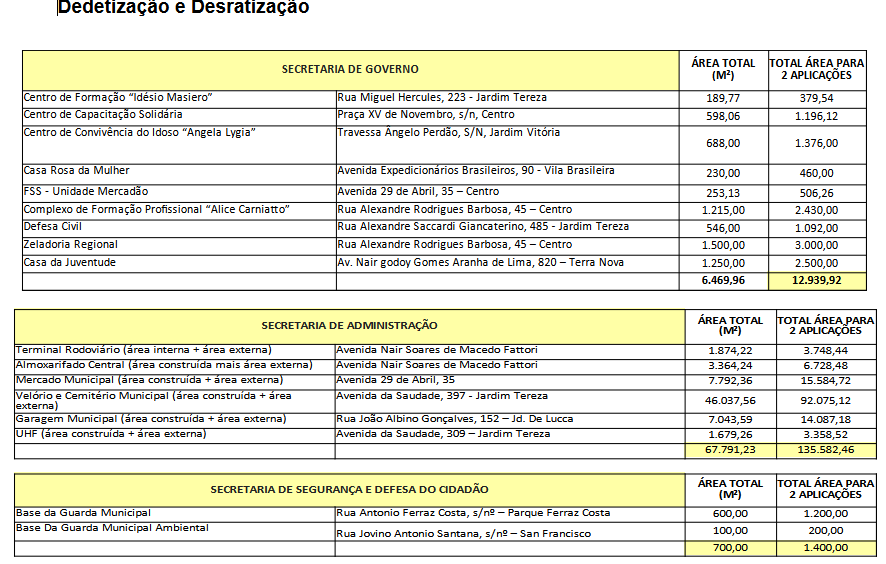 Dedetização e Desratização
SECRETARIA DE GOVERNO ÁREA TOTAL (M²) TOTAL ÁREA PARA 2 APLICAÇÕES
Centro de Formação “Idésio Masiero” Rua Miguel Hercules, 223 - Jardim Tereza 189,77 379,54
Centro de Capacitação Solidária Praça XV de Novembro, s/n, Centro 598,06 1.196,12
Centro de Convivência do Idoso “Angela Lygia” Travessa Ângelo Perdão, S/N, Jardim Vitória 688,00 1.376,00
Casa Rosa da Mulher Avenida Expedicionários Brasileiros, 90 - Vila Brasileira 230,00 460,00
FSS - Unidade Mercadão Avenida 29 de Abril, 35 – Centro 253,13 506,26
Complexo de Formação Profissional “Alice Carniatto” Rua Alexandre Rodrigues Barbosa, 45 – Centro 1.215,00 2.430,00
Defesa Civil Rua Alexandre Saccardi Giancaterino, 485 - Jardim Tereza 546,00 1.092,00
Zeladoria Regional Rua Alexandre Rodrigues Barbosa, 45 – Centro 1.500,00 3.000,00
Casa da Juventude Av. Nair godoy Gomes Aranha de Lima, 820 – Terra Nova 1.250,00 2.500,00
6.469,96 12.939,92
SECRETARIA DE ADMINISTRAÇÃO ÁREA TOTAL (M²) TOTAL ÁREA PARA 2 APLICAÇÕES
Terminal Rodoviário (área interna + área externa) Avenida Nair Soares de Macedo Fattori 1.874,22 3.748,44
Almoxarifado Central (área construída mais área externa) Avenida Nair Soares de Macedo Fattori 3.364,24 6.728,48
Mercado Municipal (área construída + área externa) Avenida 29 de Abril, 35 7.792,36 15.584,72
Velório e Cemitério Municipal (área construída + área externa) Avenida da Saudade, 397 - Jardim Tereza 46.037,56 92.075,12
Garagem Municipal (área construída + área externa) Rua João Albino Gonçalves, 152 – Jd. De Lucca 7.043,59 14.087,18
UHF (área construída + área externa) Avenida da Saudade, 309 – Jardim Tereza 1.679,26 3.358,52
67.791,23 135.582,46
SECRETARIA DE SEGURANÇA E DEFESA DO CIDADÃO ÁREA TOTAL (M²) TOTAL ÁREA PARA 2 APLICAÇÕES
Base da Guarda Municipal Rua Antonio Ferraz Costa, s/nº – Parque Ferraz Costa 600,00 1.200,00
Base Da Guarda Municipal Ambiental Rua Jovino Antonio Santana, s/nº – San Francisco 100,00 200,00
700,00 1.400,00